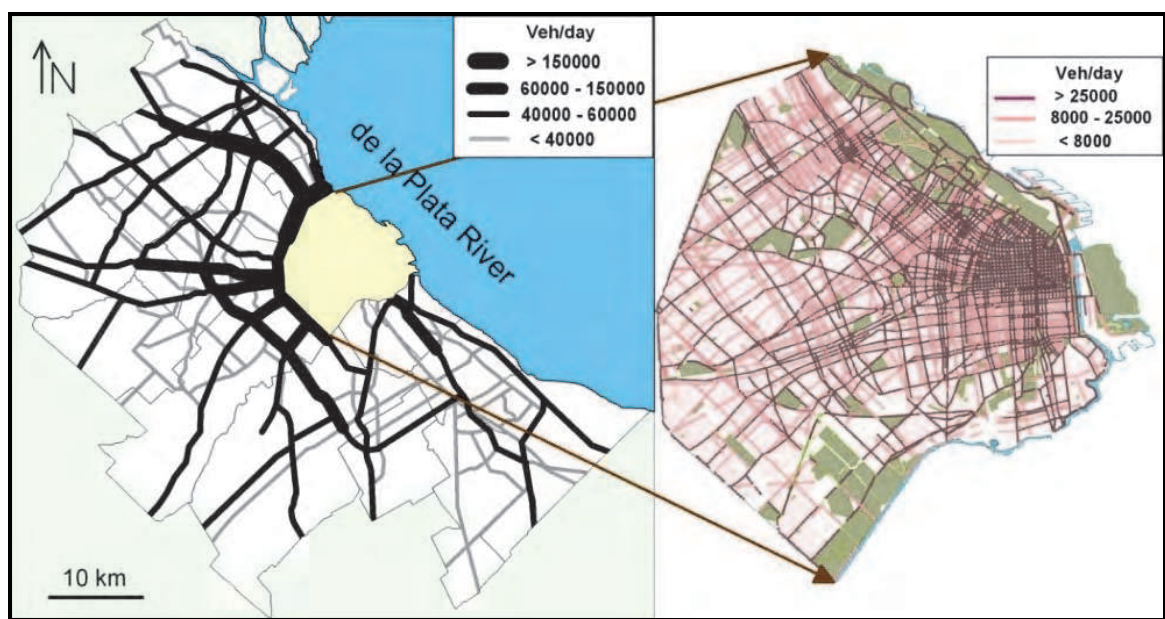 N
Veh/day
> 150000
60000 - 150000
40000 - 60000
< 40000
de la Plata River
10 km
Veh/day
> 25000
8000 - 25000
< 8000